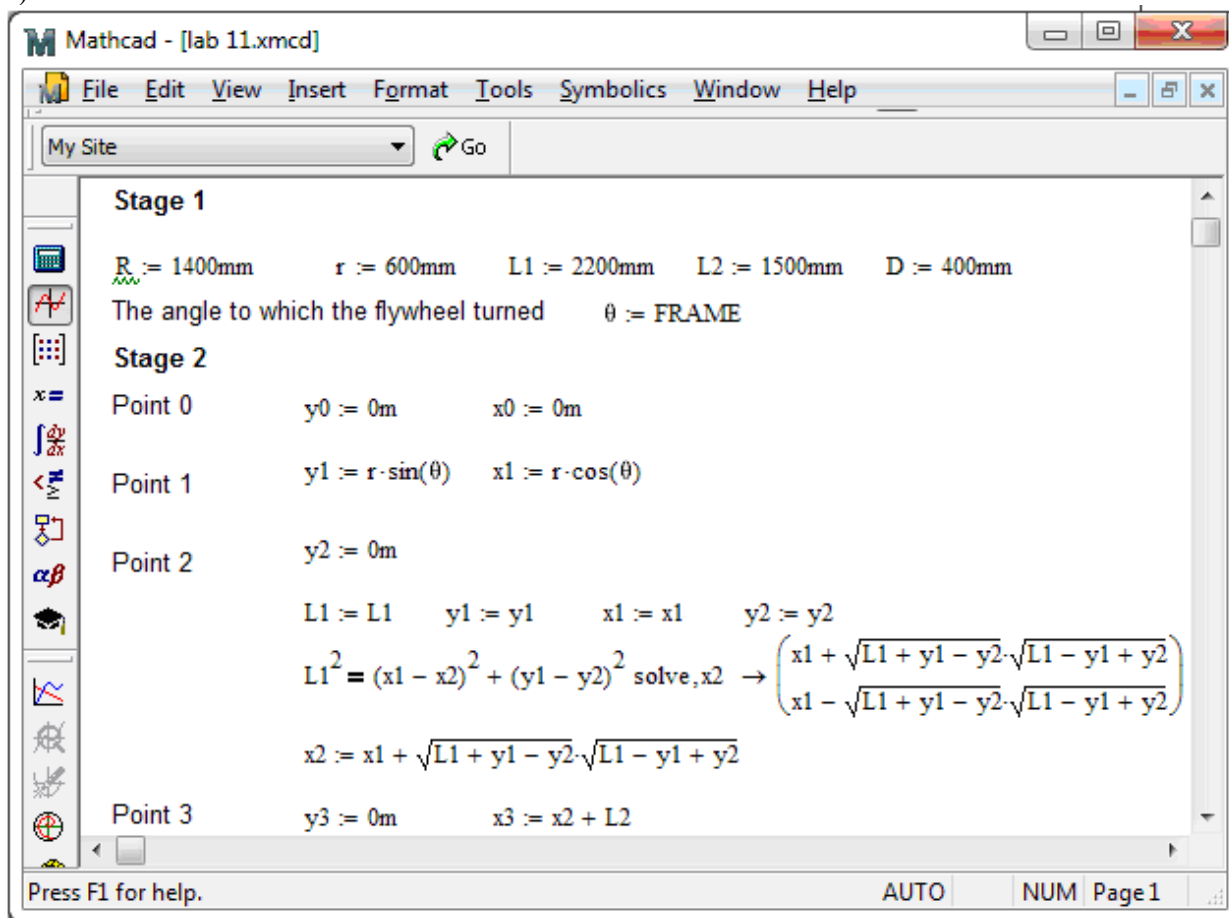 )
Mathcad - [lab 11.xmcd]
File Edit View Insert Format Tools Symbolics Window Help
My Site Go
Stage 1
R := 1400mm r := 600mm L1 := 2200mm L2 := 1500mm D := 400mm
The angle to which the flywheel turned θ := FRAME
Stage 2
Point 0 y0 := 0m x0 := 0m
Point 1 y1 := r·sin(θ) x1 := r·cos(θ)
Point 2 y2 := 0m
L1 := L1 y1 := y1 x1 := x1 y2 := y2
L1² = (x1 − x2)² + (y1 − y2)² solve,x2 → (x1 + √(L1 + y1 − y2)·√(L1 − y1 + y2)
x1 − √(L1 + y1 − y2)·√(L1 − y1 + y2))
x2 := x1 + √(L1 + y1 − y2)·√(L1 − y1 + y2)
Point 3 y3 := 0m x3 := x2 + L2
Press F1 for help. AUTO NUM Page 1